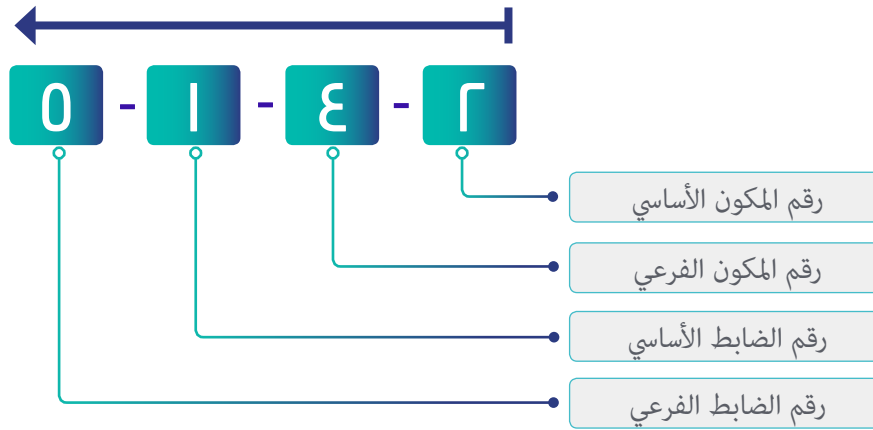 ٢ - ٤ - ١ - ٥
رقم المكون الأساسي
رقم المكون الفرعي
رقم الضابط الأساسي
رقم الضابط الفرعي